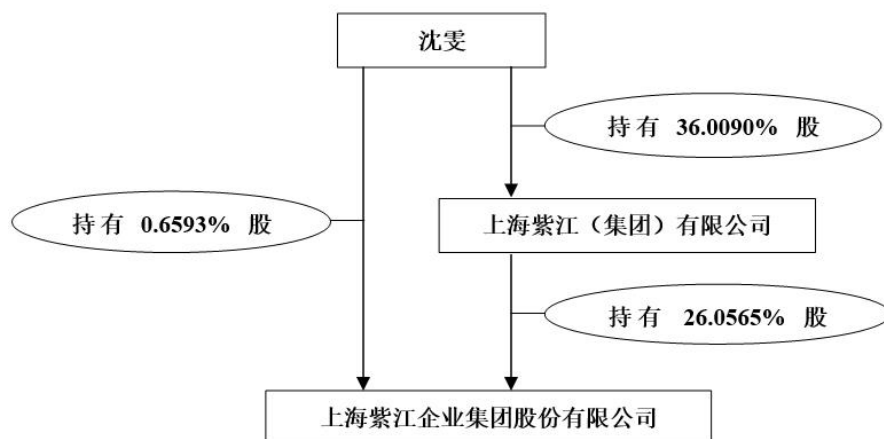 沈雯
持有 36.0090% 股
持有 0.6593% 股
上海紫江（集团）有限公司
持有 26.0565% 股
上海紫江企业集团股份有限公司